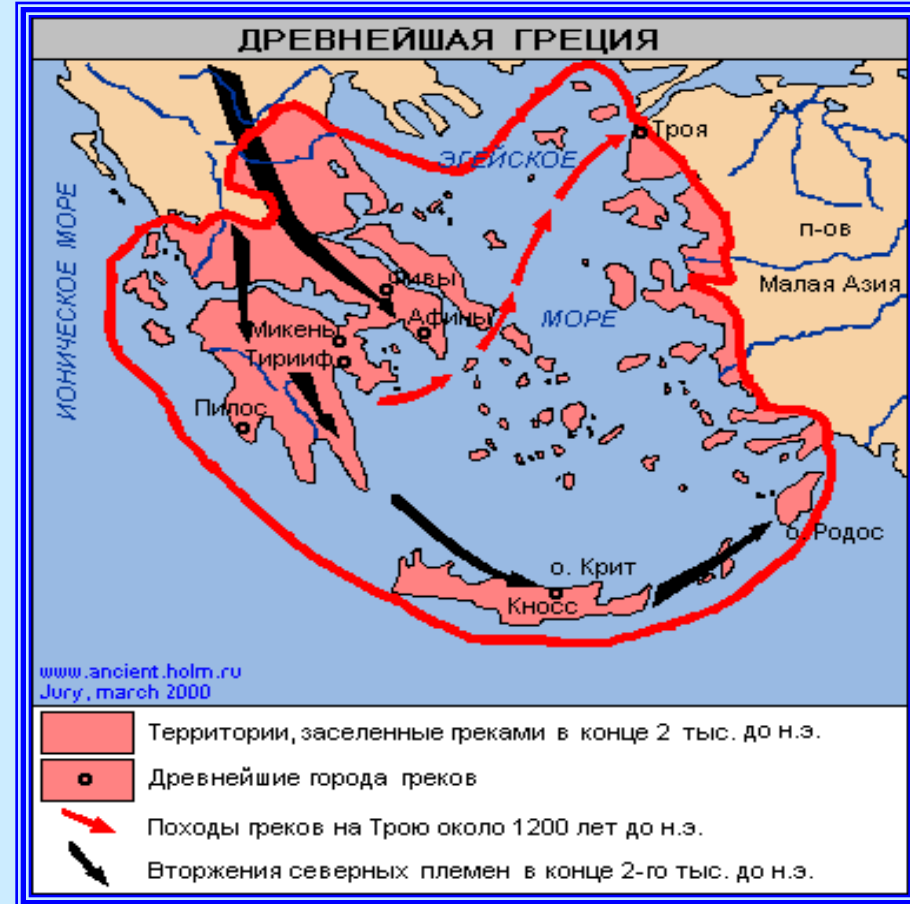 ДРЕВНЕЙШАЯ ГРЕЦИЯ
Троя
ЭГЕЙСКОЕ
ИОНИЧЕСКОЕ МОРЕ
п-ов
Малая Азия
Фивы
Афины
МОРЕ
Микены
Тирииф
Пилос
о. Родос
о. Крит
Кносс
www.ancient.holm.ru
Jury, march 2000
Территории, заселенные греками в конце 2 тыс. до н.э.
Древнейшие города греков
Походы греков на Трою около 1200 лет до н.э.
Вторжения северных племен в конце 2-го тыс. до н.э.